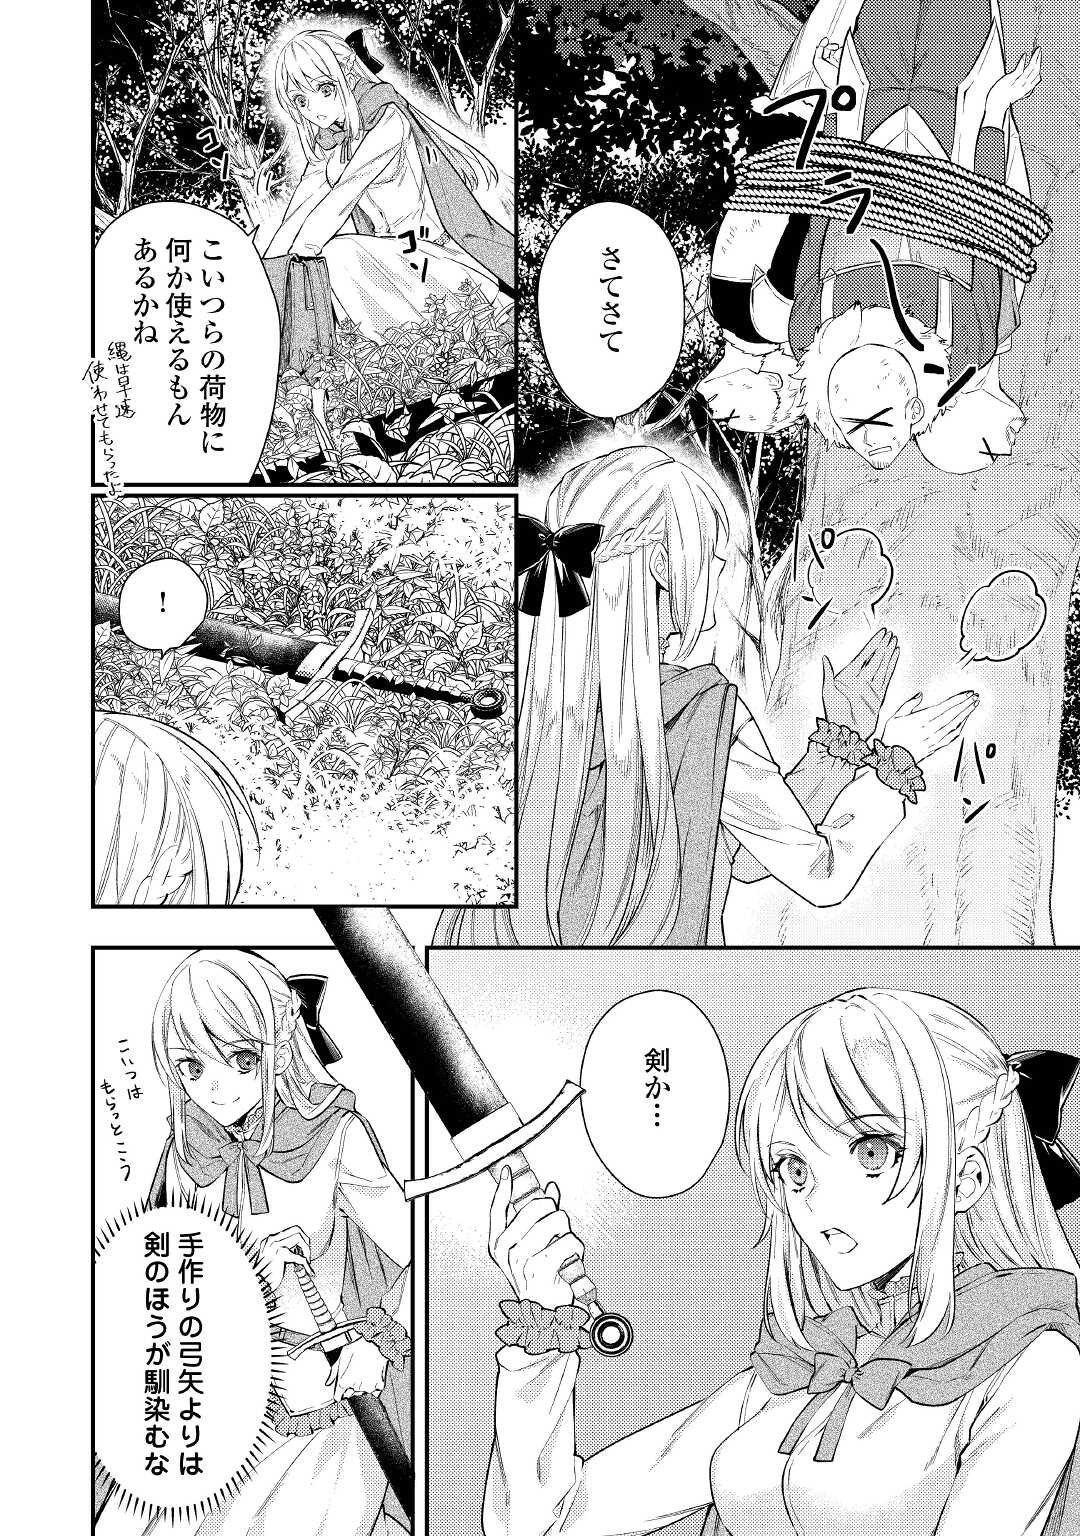 プラーン
さてさて
パン
パン
ゴソ
ゴソ
こいつらの荷物に
何か使えるもん
あるかね
縄は早速
使わせてもらったよ
！
剣か…
こいつは
もらっとこう
手作りの弓矢よりは
剣のほうが馴染むな